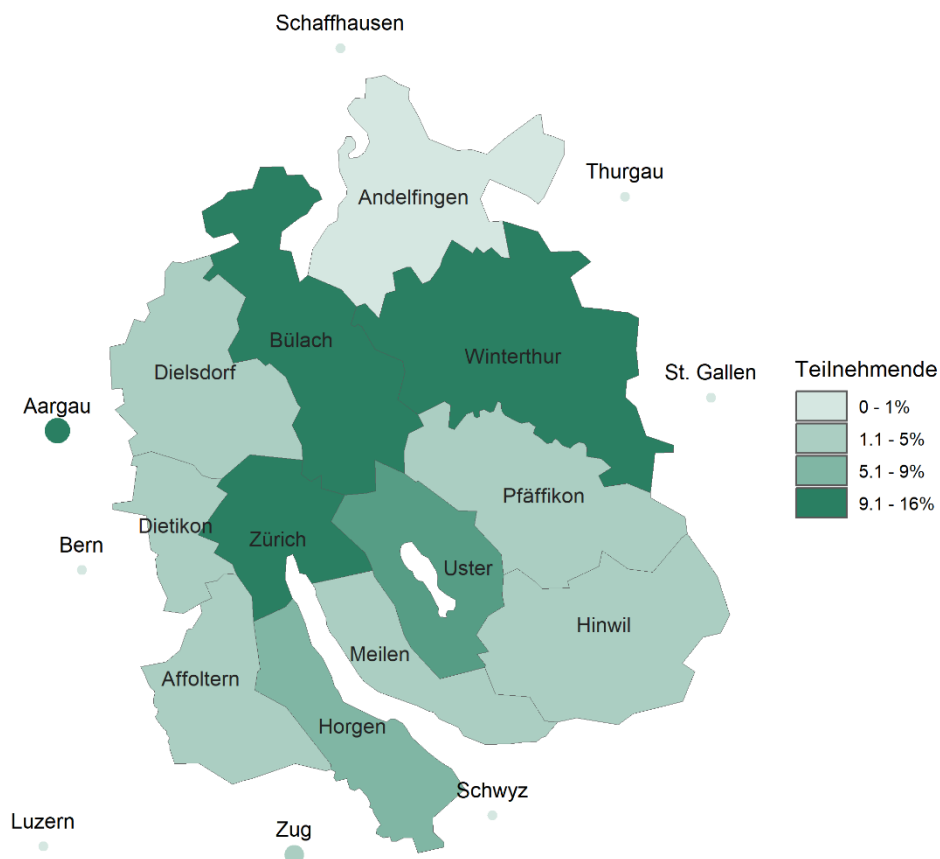 Schaffhausen
Thurgau
Andelfingen
Bülach
Winterthur
Dielsdorf
St. Gallen
Aargau
Pfäffikon
Dietikon
Zürich
Bern
Uster
Hinwil
Meilen
Affoltern
Horgen
Schwyz
Luzern
Zug
Teilnehmende
0 - 1%
1.1 - 5%
5.1 - 9%
9.1 - 16%